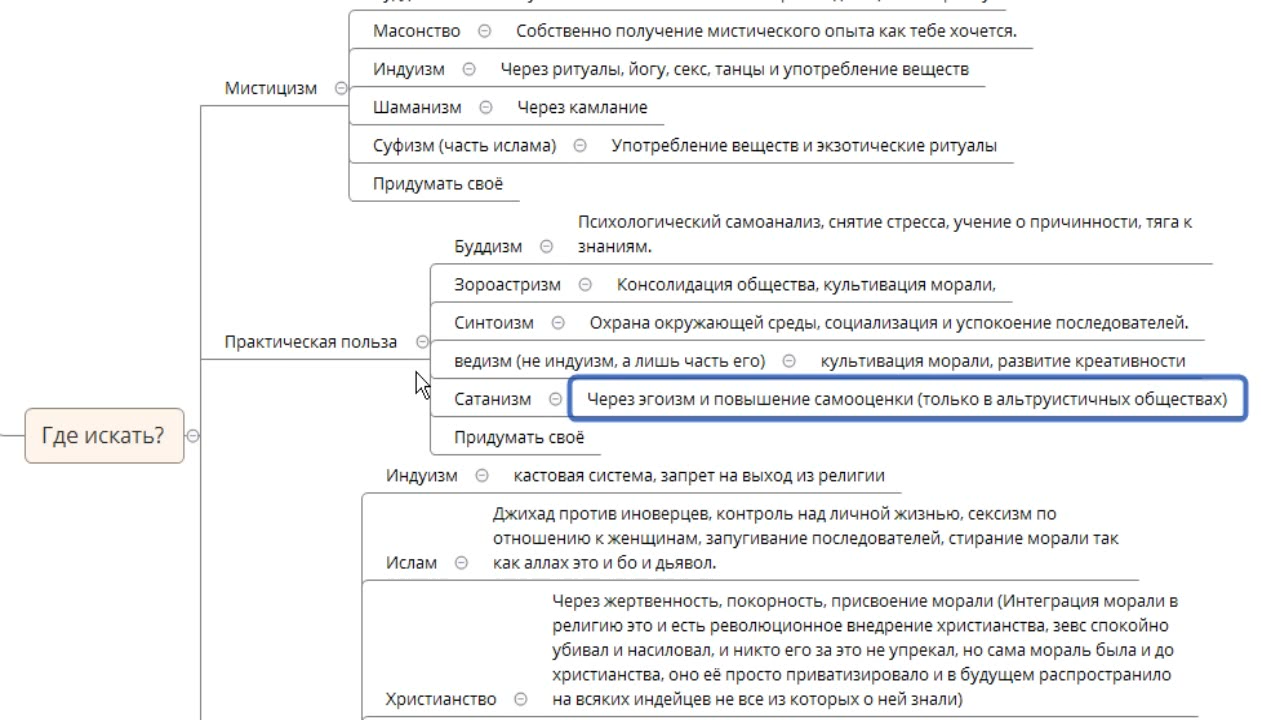 Масонство Собственно получение мистического опыта как тебе хочется.
Индуизм Через ритуалы, йогу, секс, танцы и употребление веществ
Мистицизм
Шаманизм Через камлание
Суфизм (часть ислама) Употребление веществ и экзотические ритуалы
Придумать своё
Психологический самоанализ, снятие стресса, учение о причинности, тяга к
Буддизм знаниям.
Зороастризм Консолидация общества, культивация морали,
Синтоизм Охрана окружающей среды, социализация и успокоение последователей.
Практическая польза
ведизм (не индуизм, а лишь часть его) культивация морали, развитие креативности
Сатанизм Через эгоизм и повышение самооценки (только в альтруистичных обществах)
Где искать?
Придумать своё
Индуизм кастовая система, запрет на выход из религии
Джихад против иноверцев, контроль над личной жизнью, сексизм по
отношению к женщинам, запугивание последователей, стирание морали так
Ислам как аллах это и бо и дьявол.
Через жертвенность, покорность, присвоение морали (Интеграция морали в
религию это и есть революционное внедрение христианства, зевс спокойно
убивал и насиловал, и никто его за это не упрекал, но сама мораль была и до
христианства, оно её просто приватизировало и в будущем распространило
Христианство на всяких индейцев не все из которых о ней знали)